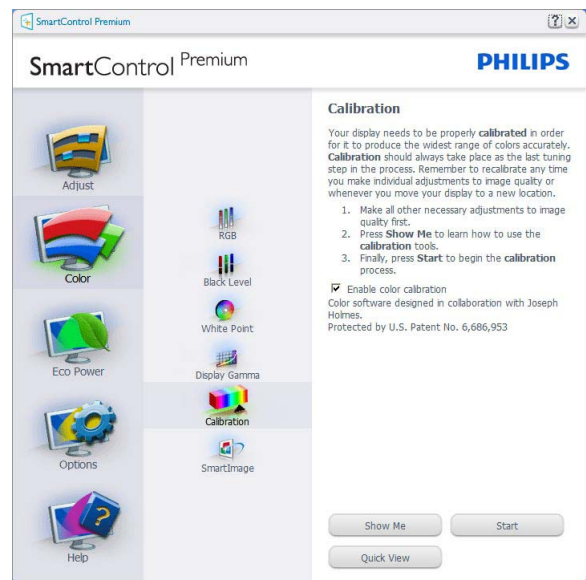 SmartControl Premium
SmartControl Premium
PHILIPS
Adjust
Color
Eco Power
Options
Help
RGB
Black Level
White Point
Display Gamma
Calibration
SmartImage
Calibration
Your display needs to be properly calibrated in order
for it to produce the widest range of colors accurately.
Calibration should always take place as the last tuning
step in the process. Remember to recalibrate any time
you make individual adjustments to image quality or
whenever you move your display to a new location.
1. Make all other necessary adjustments to image
quality first.
2. Press Show Me to learn how to use the
calibration tools.
3. Finally, press Start to begin the calibration
process.
Enable color calibration
Color software designed in collaboration with Joseph
Holmes.
Protected by U.S. Patent No. 6,686,953
Show Me
Start
Quick View